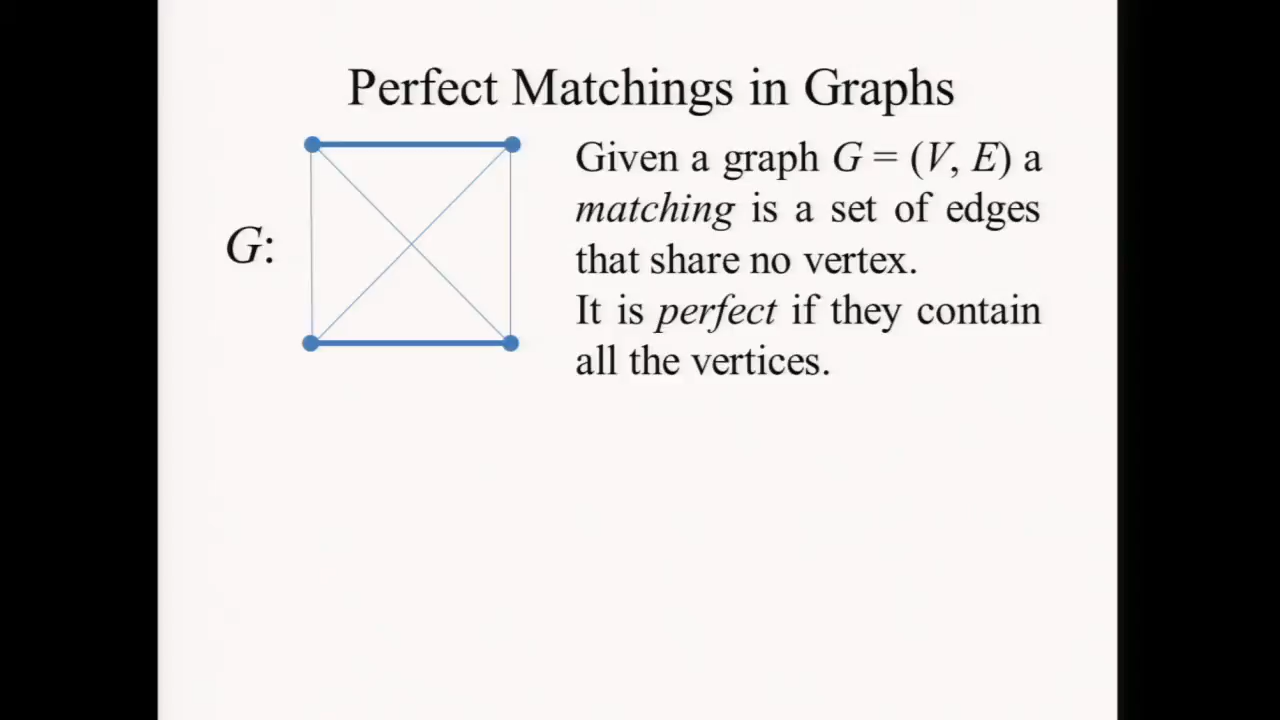 Perfect Matchings in Graphs
G:
Given a graph G = (V, E) a
matching is a set of edges
that share no vertex.
It is perfect if they contain
all the vertices.